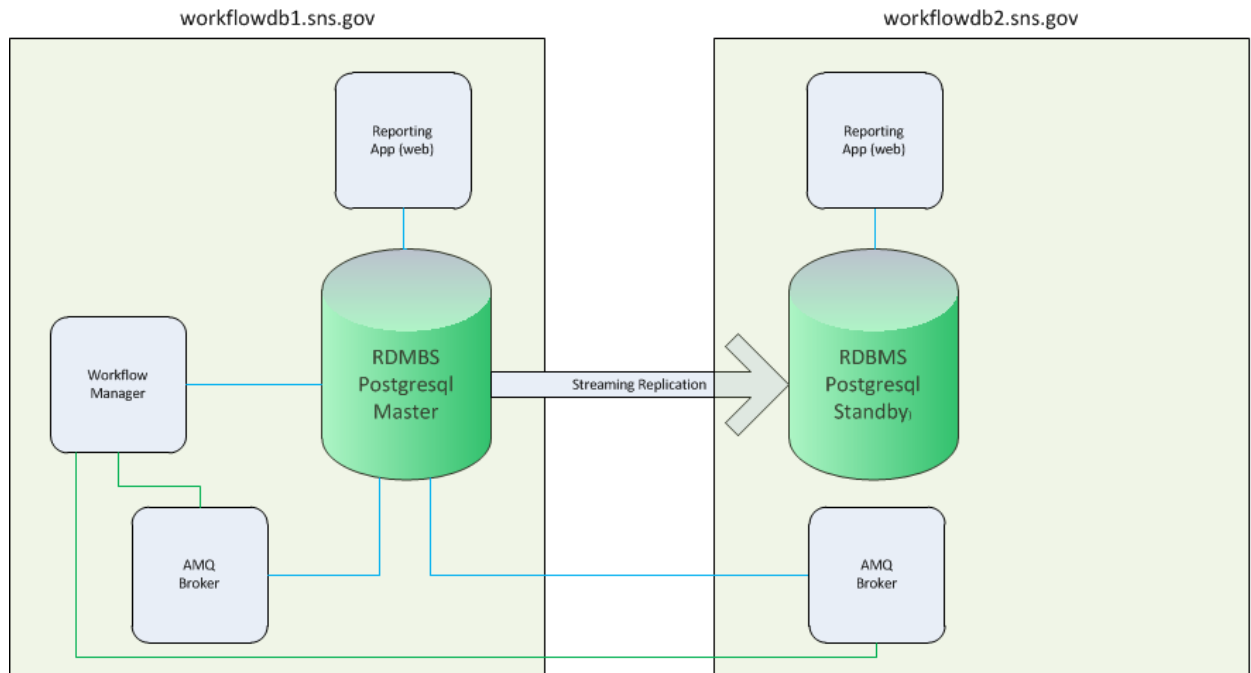 workflowdb1.sns.gov
workflowdb2.sns.gov
Reporting
App (web)
Reporting
App (web)
Workflow
Manager
RDMBS
Postgresql
Master
Streaming Replication
RDBMS
Postgresql
Standby)
AMQ
Broker
AMQ
Broker